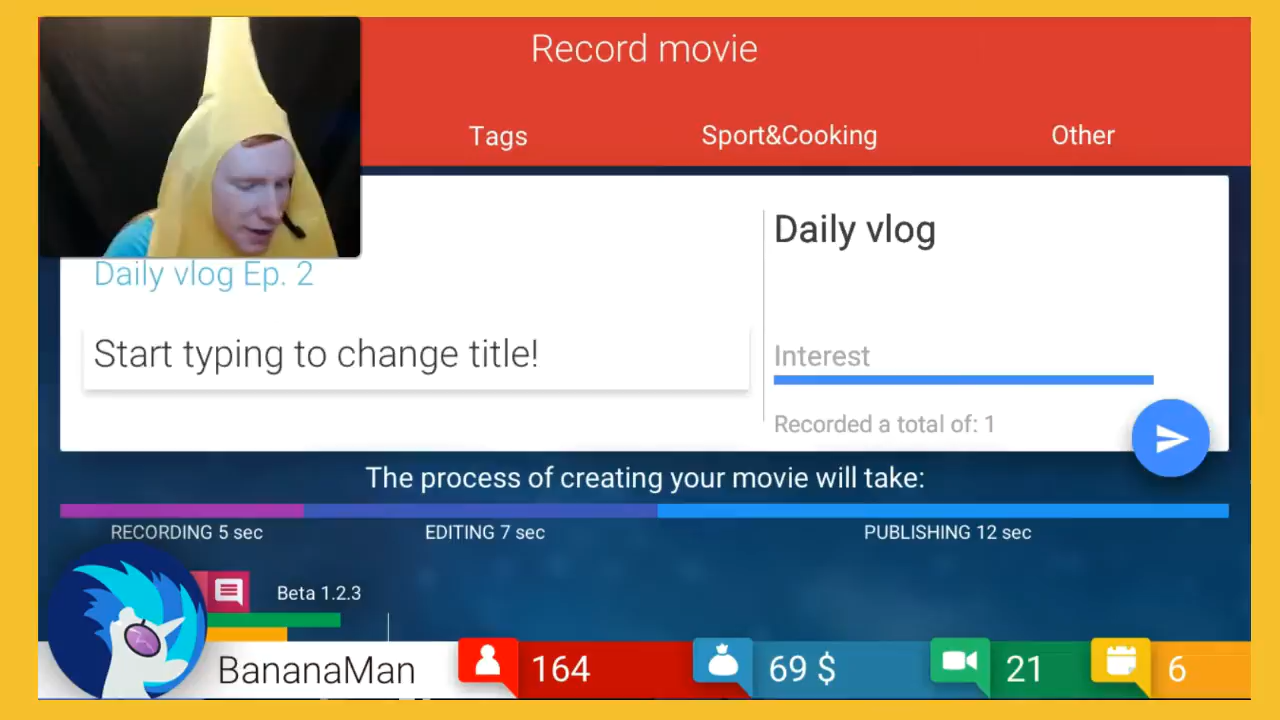 Record movie
Tags
Sport&Cooking
Other
Daily vlog Ep. 2
Start typing to change title!
Daily vlog
Interest
Recorded a total of: 1
The process of creating your movie will take:
RECORDING 5 sec
EDITING 7 sec
PUBLISHING 12 sec
Beta 1.2.3
BananaMan
164
69 $
21
6